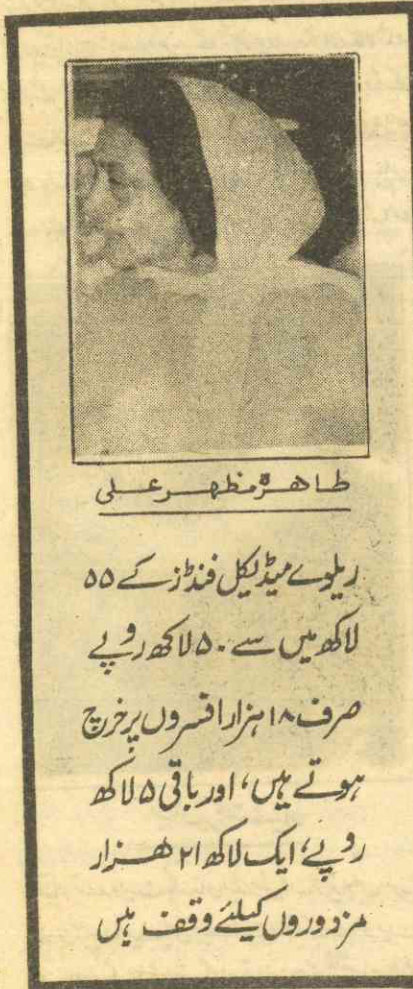 طاہرہ مظہر علی
ریلوے میڈیکل فنڈز کے ۵۵
لاکھ میں سے ۵۰ لاکھ روپے
صرف ۱۸ ہزار افسروں پر خرچ
ہوتے ہیں، اور باقی ۵ لاکھ
روپے، ایک لاکھ ۲۱ ہزار
مزدوروں کیلئے وقف ہیں